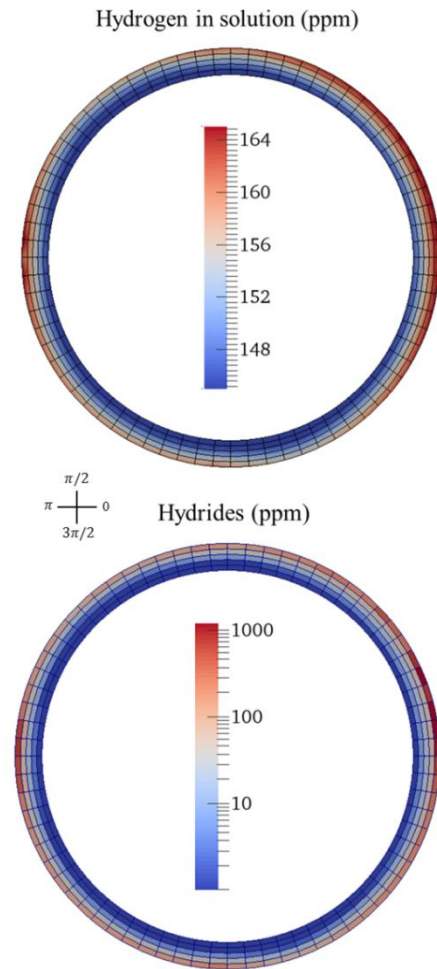 Hydrogen in solution (ppm)
164
160
156
152
148
π/2
π 0
3π/2
Hydrides (ppm)
1000
100
10